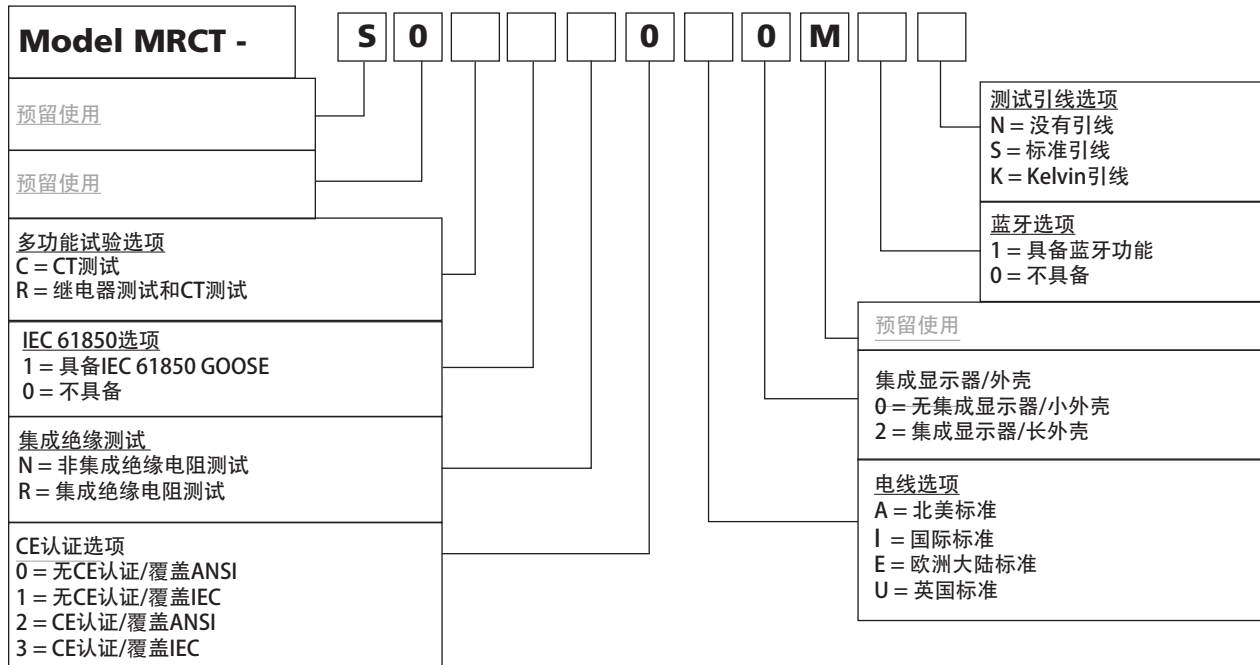 Model MRCT -
S 0 0 0 M
预留使用
预留使用
多功能试验选项
C = CT测试
R = 继电器测试和CT测试
IEC 61850选项
1 = 具备IEC 61850 GOOSE
0 = 不具备
集成绝缘测试
N = 非集成绝缘电阻测试
R = 集成绝缘电阻测试
CE认证选项
0 = 无CE认证/覆盖ANSI
1 = 无CE认证/覆盖IEC
2 = CE认证/覆盖ANSI
3 = CE认证/覆盖IEC
测试引线选项
N = 没有引线
S = 标准引线
K = Kelvin引线
蓝牙选项
1 = 具备蓝牙功能
0 = 不具备
预留使用
集成显示器/外壳
0 = 无集成显示器/小外壳
2 = 集成显示器/长外壳
电线选项
A = 北美标准
I = 国际标准
E = 欧洲大陆标准
U = 英国标准